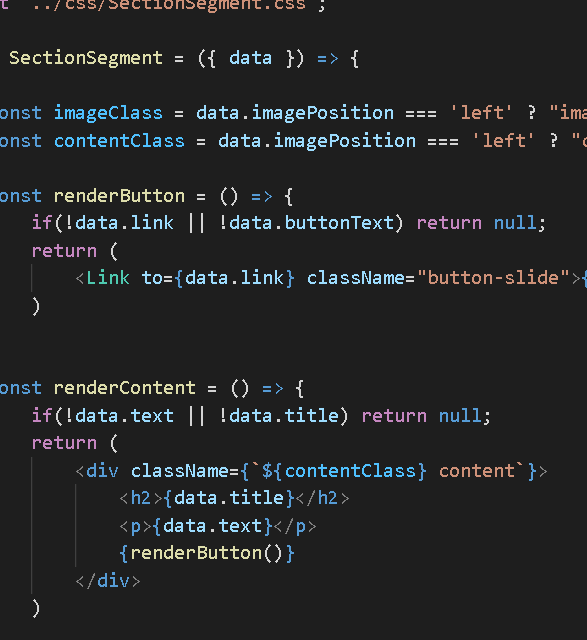 t '../css/SectionSegment.css';
SectionSegment = ({ data }) => {
onst imageClass = data.imagePosition === 'left' ? "ima
onst contentClass = data.imagePosition === 'left' ? "c
onst renderButton = () => {
if(!data.link || !data.buttonText) return null;
return (
<Link to={data.link} className="button-slide">{
)
onst renderContent = () => {
if(!data.text || !data.title) return null;
return (
<div className={`${contentClass} content`}>
<h2>{data.title}</h2>
<p>{data.text}</p>
{renderButton()}
</div>
)